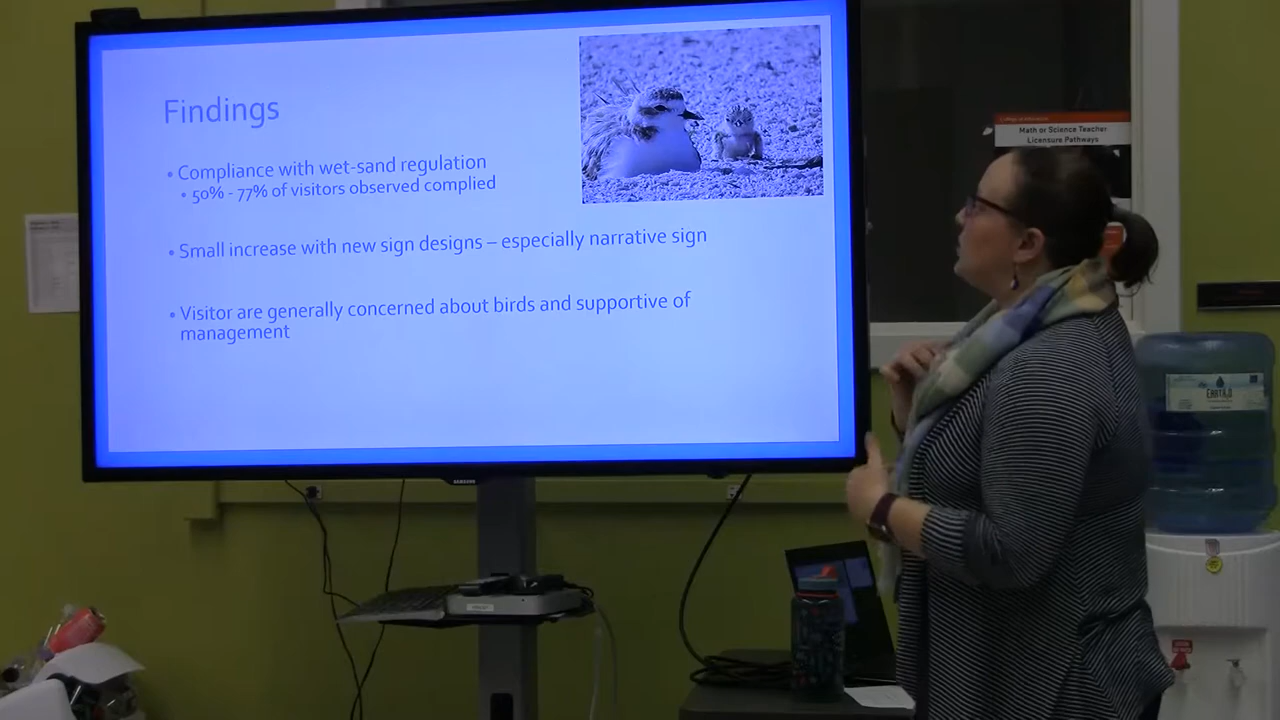 Findings
• Compliance with wet-sand regulation
• 50% - 77% of visitors observed complied
• Small increase with new sign designs – especially narrative sign
• Visitor are generally concerned about birds and supportive of
management
Math or Science Teacher
Licensure Pathways
SAMSUNG